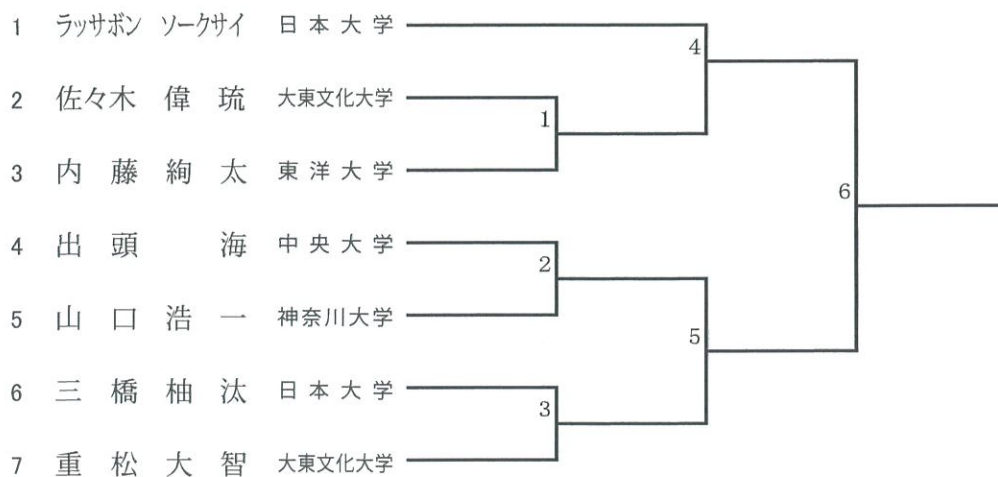 1 ラッサボン ソークサイ 日本大学
4
2 佐々木 偉琉 大東文化大学
1
3 内藤絢太 東洋大学
6
4 出頭 海 中央大学
2
5 山口浩一 神奈川大学
5
6 三橋柚汰 日本大学
3
7 重松大智 大東文化大学